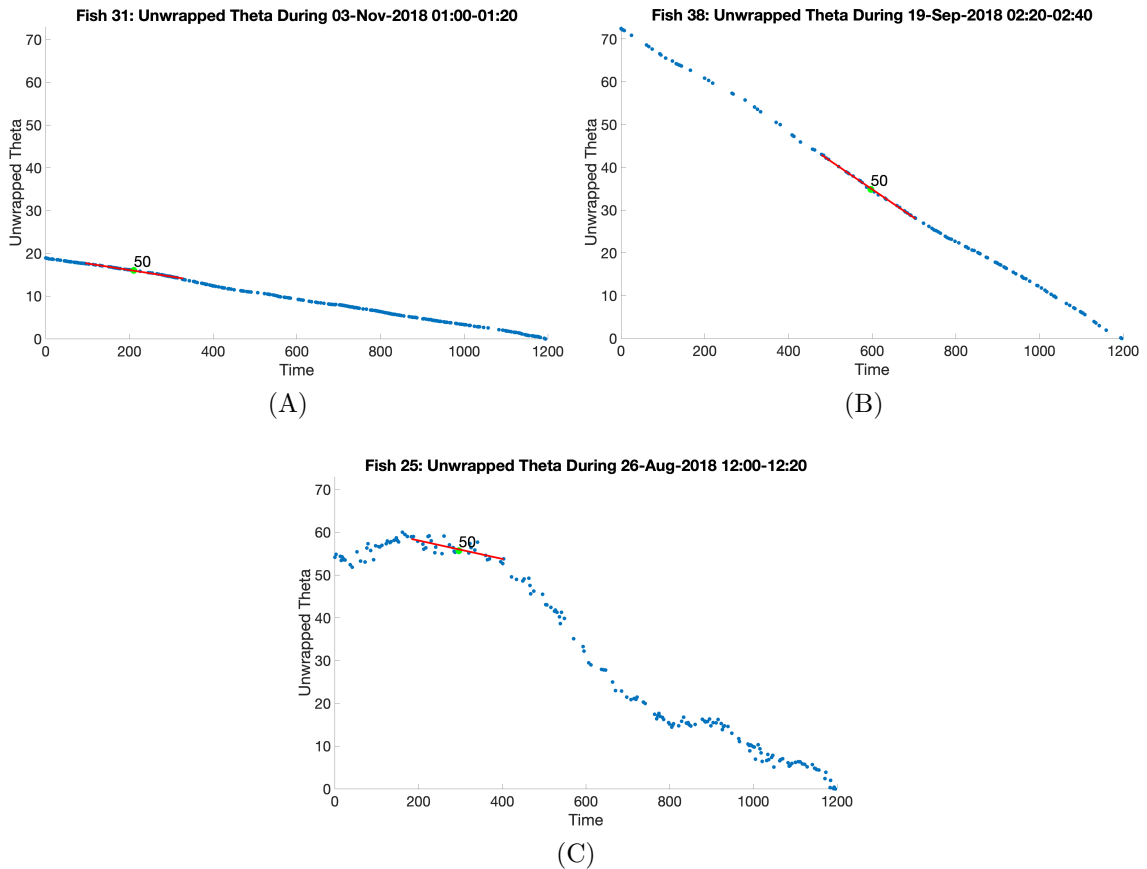 Fish 31: Unwrapped Theta During 03-Nov-2018 01:00-01:20
70
60
50
40
30
20
10
0
Unwrapped Theta
50
0 200 400 600 800 1000 1200
Time
(A)
Fish 38: Unwrapped Theta During 19-Sep-2018 02:20-02:40
70
60
50
40
30
20
10
0
Unwrapped Theta
50
0 200 400 600 800 1000 1200
Time
(B)
Fish 25: Unwrapped Theta During 26-Aug-2018 12:00-12:20
70
60
50
40
30
20
10
0
Unwrapped Theta
50
0 200 400 600 800 1000 1200
Time
(C)